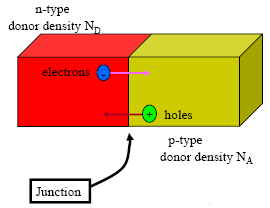 n-type
donor density N_D
electrons
-
+
holes
p-type
donor density N_A
Junction